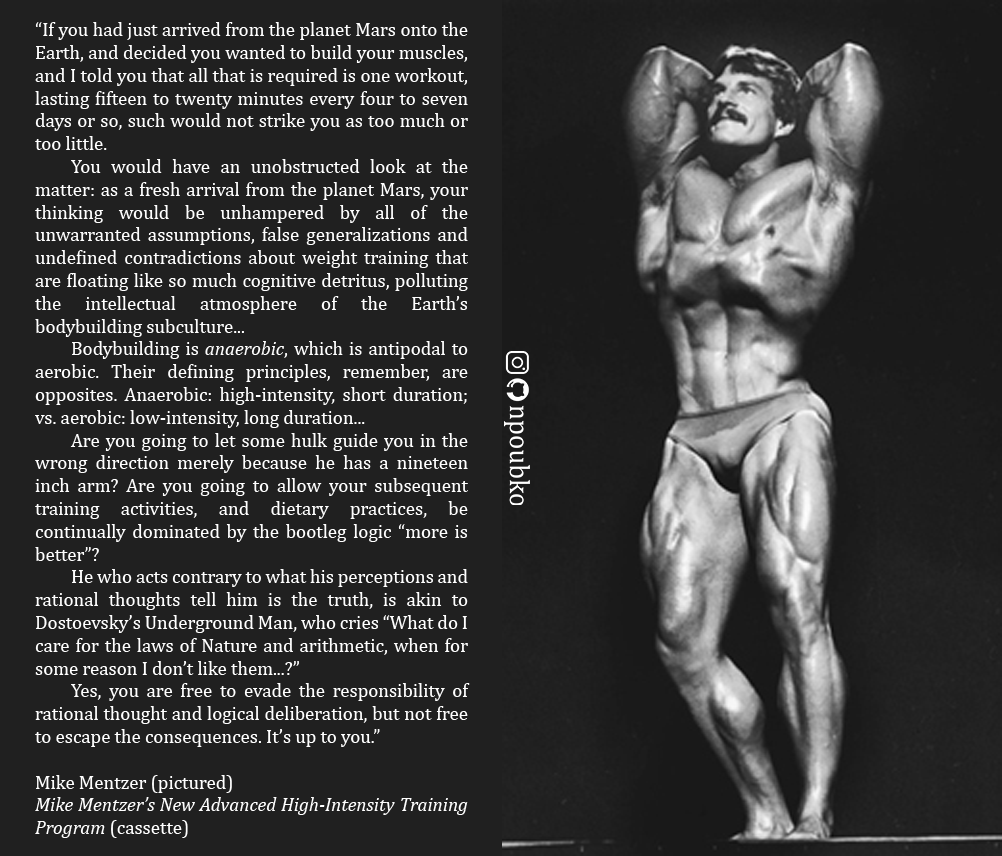 “If you had just arrived from the planet Mars onto the
Earth, and decided you wanted to build your muscles,
and I told you that all that is required is one workout,
lasting fifteen to twenty minutes every four to seven
days or so, such would not strike you as too much or
too little.
You would have an unobstructed look at the
matter: as a fresh arrival from the planet Mars, your
thinking would be unhampered by all of the
unwarranted assumptions, false generalizations and
undefined contradictions about weight training that
are floating like so much cognitive detritus, polluting
the intellectual atmosphere of the Earth’s
bodybuilding subculture...
Bodybuilding is anaerobic, which is antipodal to
aerobic. Their defining principles, remember, are
opposites. Anaerobic: high-intensity, short duration;
vs. aerobic: low-intensity, long duration...
Are you going to let some hulk guide you in the
wrong direction merely because he has a nineteen
inch arm? Are you going to allow your subsequent
training activities, and dietary practices, be
continually dominated by the bootleg logic “more is
better”?
He who acts contrary to what his perceptions and
rational thoughts tell him is the truth, is akin to
Dostoevsky’s Underground Man, who cries “What do I
care for the laws of Nature and arithmetic, when for
some reason I don’t like them...?”
Yes, you are free to evade the responsibility of
rational thought and logical deliberation, but not free
to escape the consequences. It’s up to you.”
Mike Mentzer (pictured)
Mike Mentzer’s New Advanced High-Intensity Training
Program (cassette)
npoubko